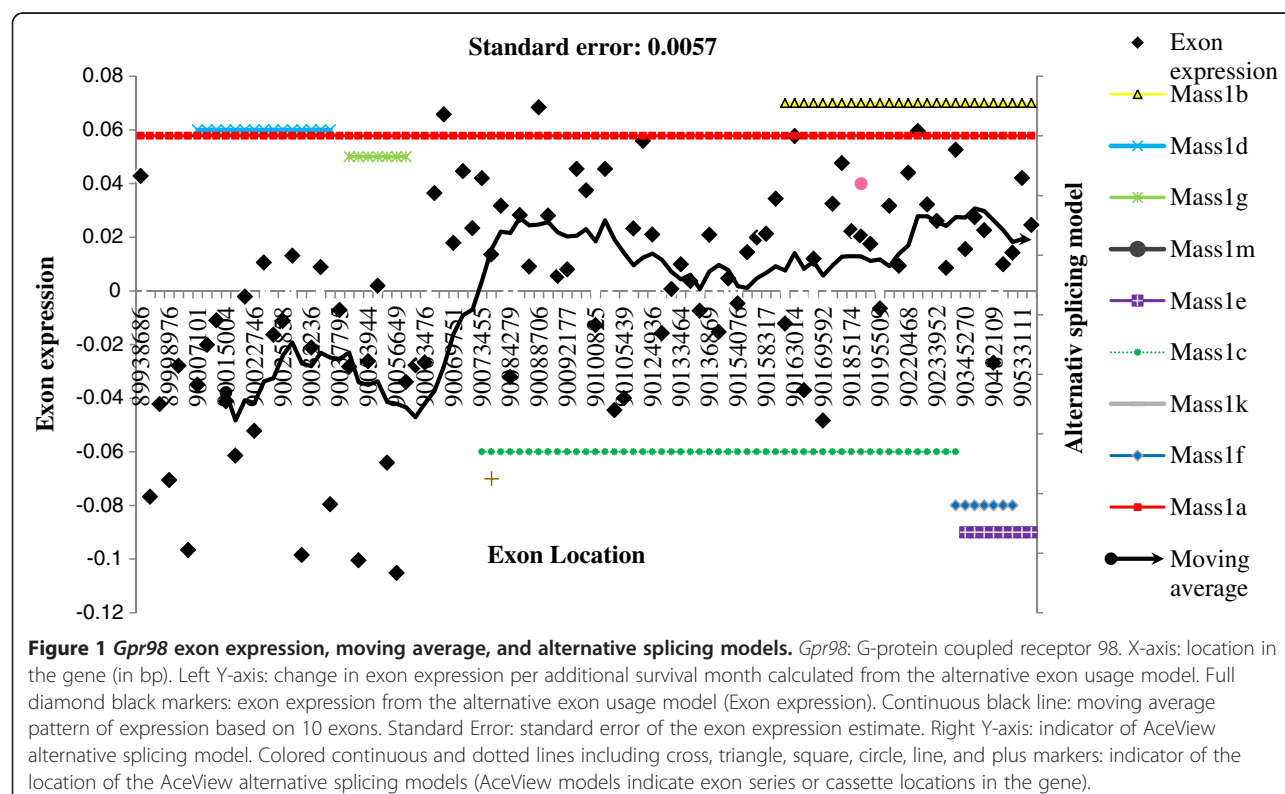 Standard error: 0.0057
0.08
0.06
0.04
0.02
0
-0.02
-0.04
-0.06
-0.08
-0.1
-0.12
Exon expression
89938686
90007101
90015004
90022746
90056649
90069751
90073455
90084279
90088706
90092177
90100885
90105439
90124936
90133464
90136869
90154076
90158317
90163014
90169592
90185174
90195508
90220468
90233952
90345270
90462109
90533111
Exon Location
Alternative splicing model
Exon
expression
Mass1b
Mass1d
Mass1g
Mass1m
Mass1e
Mass1c
Mass1k
Mass1f
Mass1a
Moving
average
Figure 1 Gpr98 exon expression, moving average, and alternative splicing models. Gpr98: G-protein coupled receptor 98. X-axis: location in
the gene (in bp). Left Y-axis: change in exon expression per additional survival month calculated from the alternative exon usage model. Full
diamond black markers: exon expression from the alternative exon usage model (Exon expression). Continuous black line: moving average
pattern of expression based on 10 exons. Standard Error: standard error of the exon expression estimate. Right Y-axis: indicator of AceView
alternative splicing model. Colored continuous and dotted lines including cross, triangle, square, circle, line, and plus markers: indicator of the
location of the AceView alternative splicing models (AceView models indicate exon series or cassette locations in the gene).